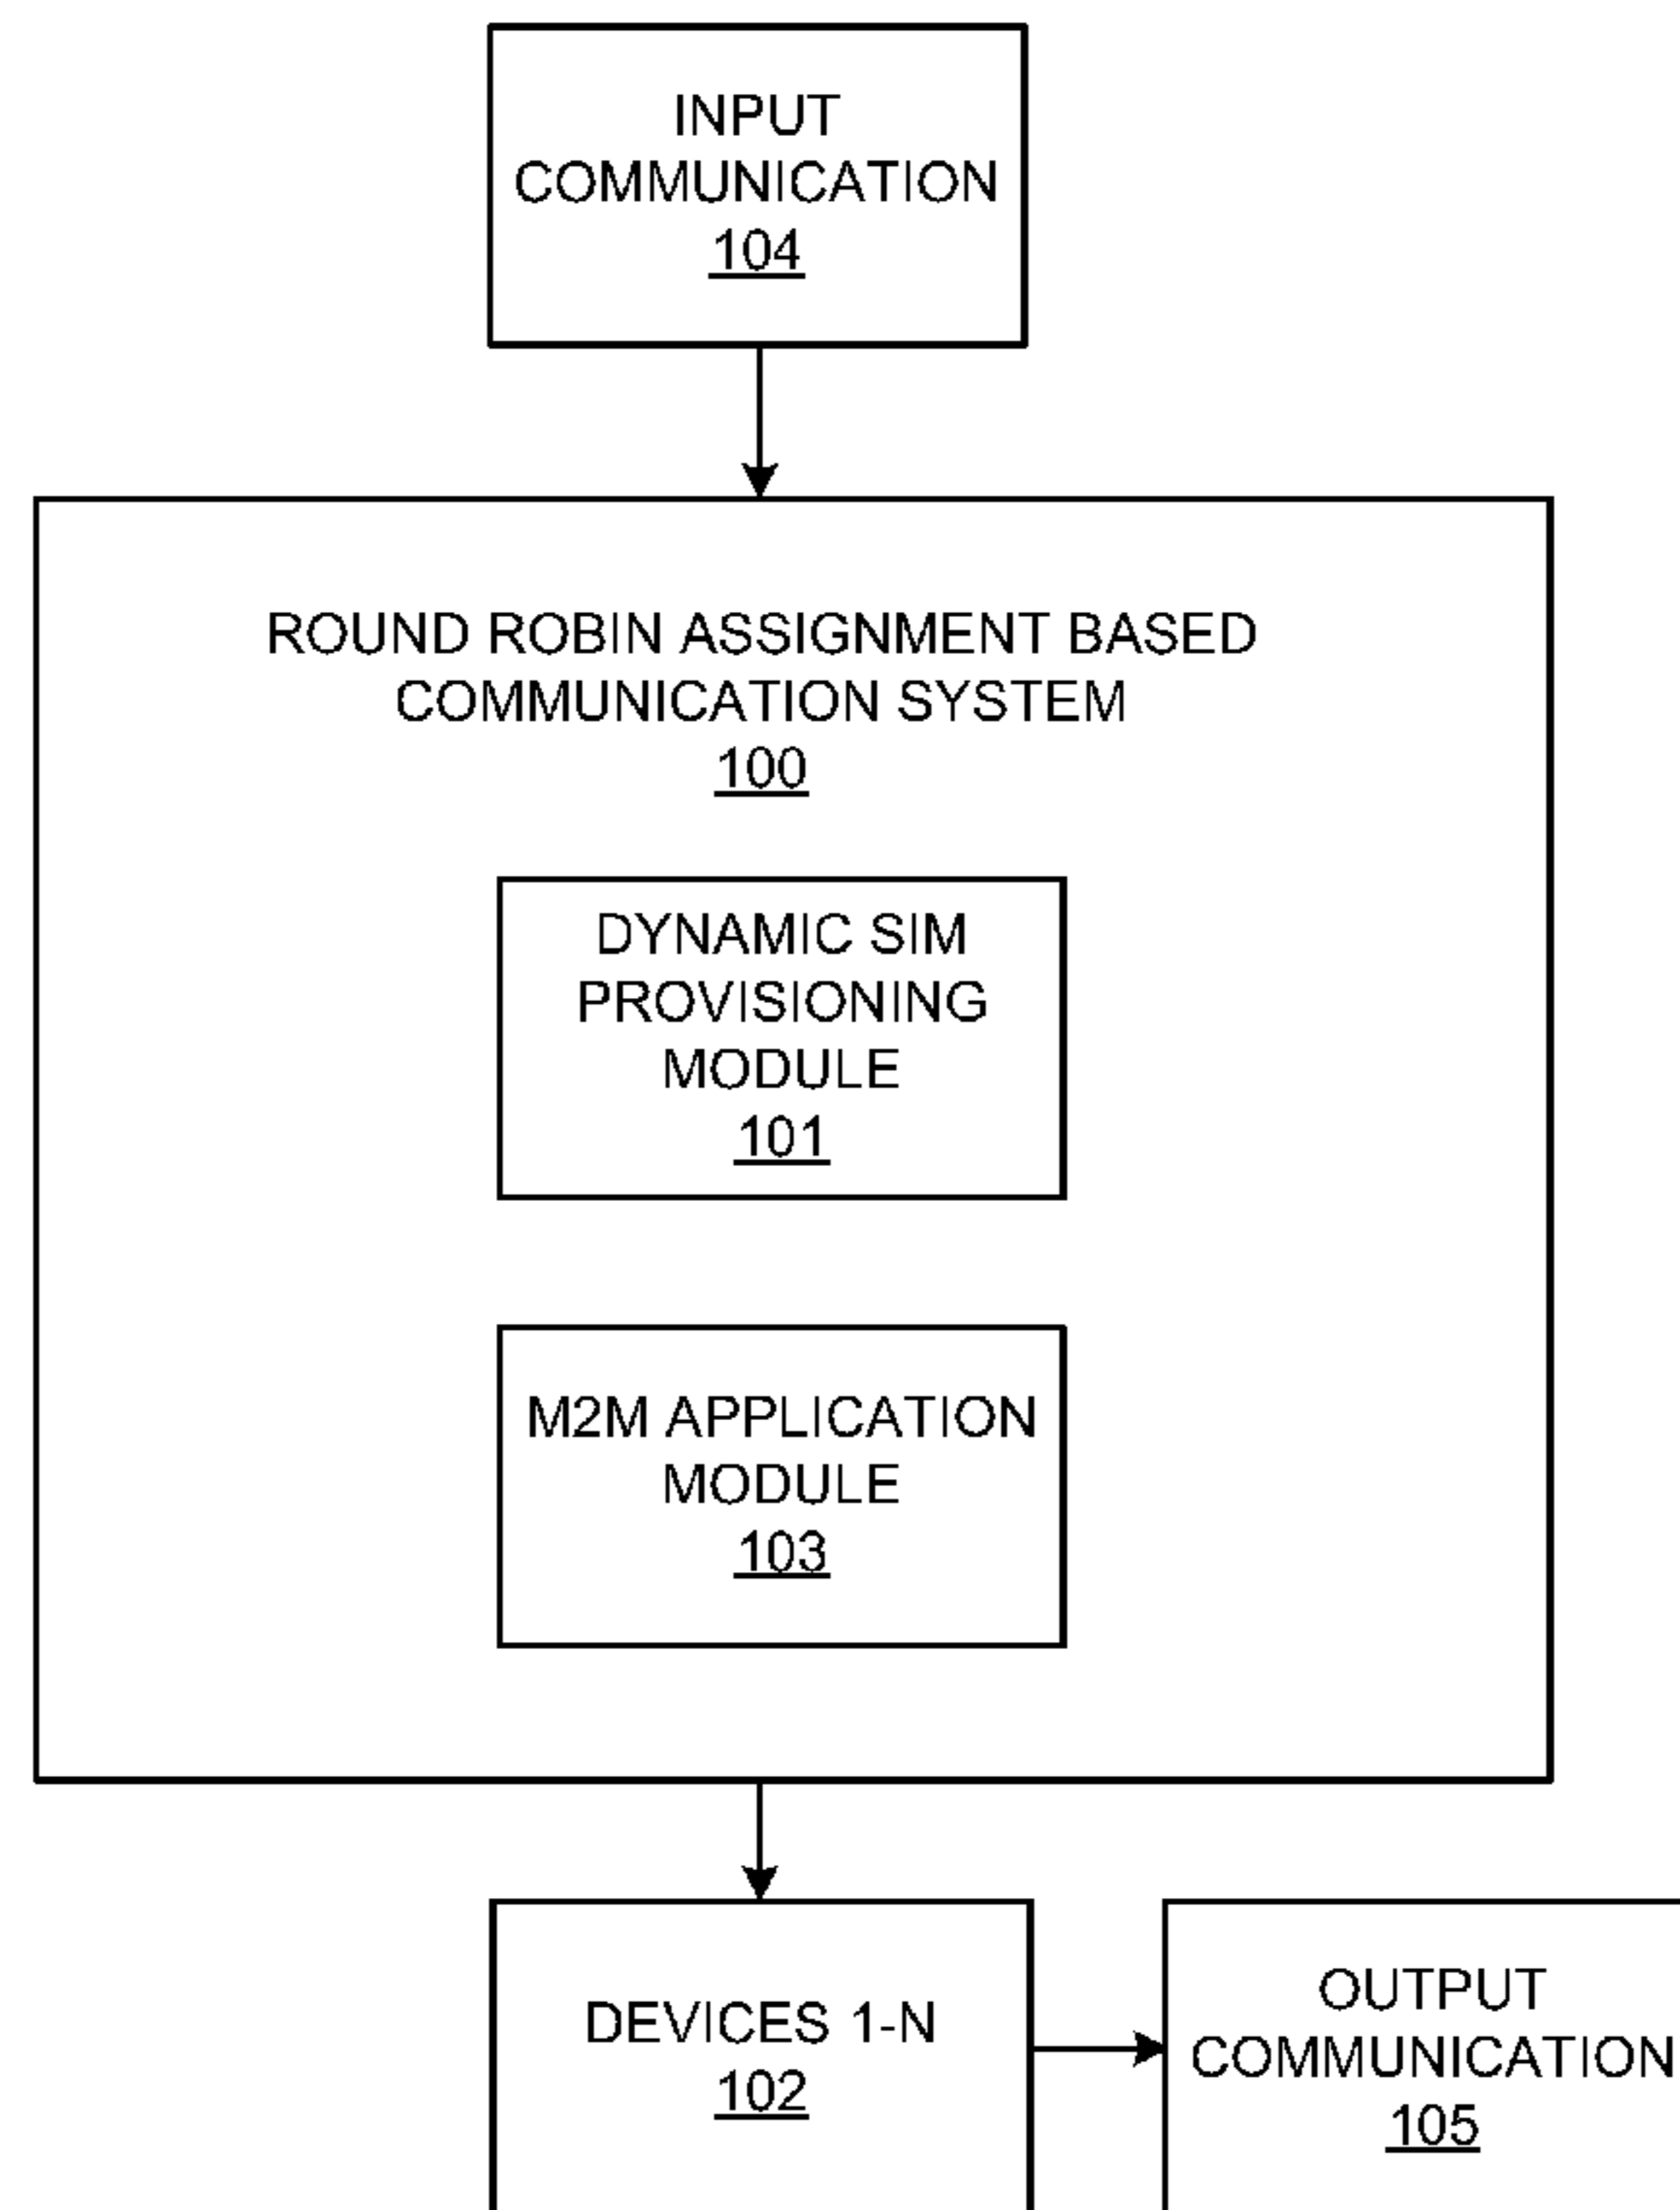 INPUT
COMMUNICATION
104
ROUND ROBIN ASSIGNMENT BASED
COMMUNICATION SYSTEM
100
DYNAMIC SIM
PROVISIONING
MODULE
101
M2M APPLICATION
MODULE
103
DEVICES 1-N
102
OUTPUT
COMMUNICATION
105